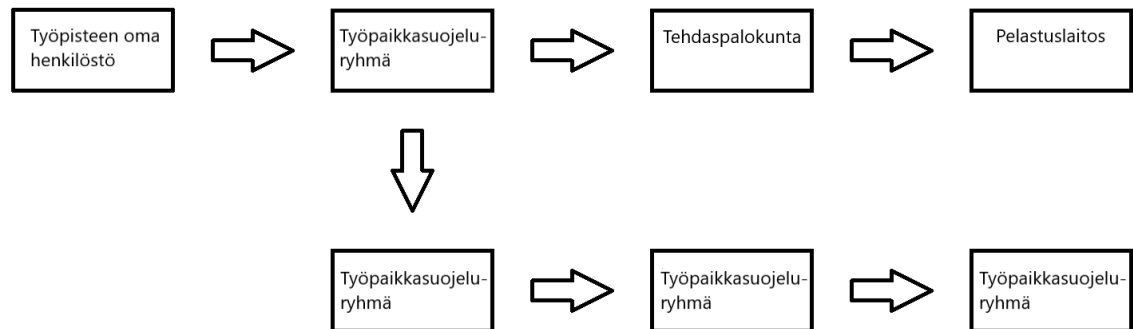 Työpisteen oma
henkilöstö
Työpaikkasuojelu-
ryhmä
Tehdaspalokunta
Pelastuslaitos
Työpaikkasuojelu-
ryhmä
Työpaikkasuojelu-
ryhmä
Työpaikkasuojelu-
ryhmä